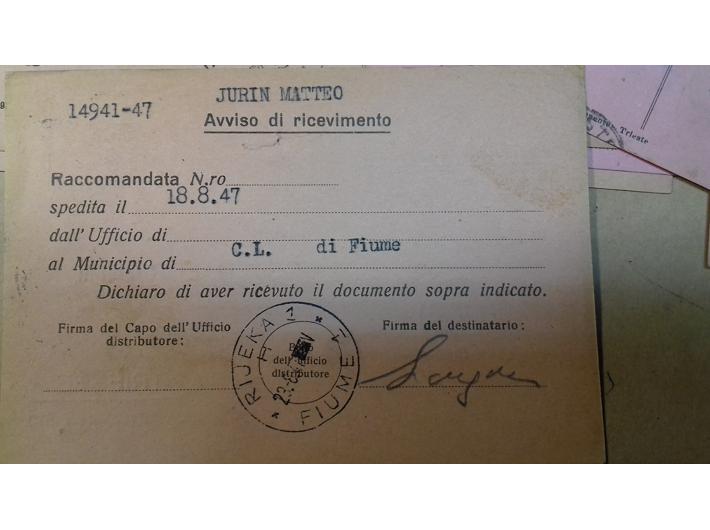 JURIN MATTEO
14941-47
Avviso di ricevimento
Trieste
Raccomandata N.ro
spedita il 18.8.47
dall' Ufficio di
al Municipio di C.L. di Fiume
Dichiaro di aver ricevuto il documento sopra indicato.
Firma del Capo dell' Ufficio
distributore:
Firma del destinatario:
RIJEKA 1
FIUME 1
Bollo
dell'ufficio
distributore